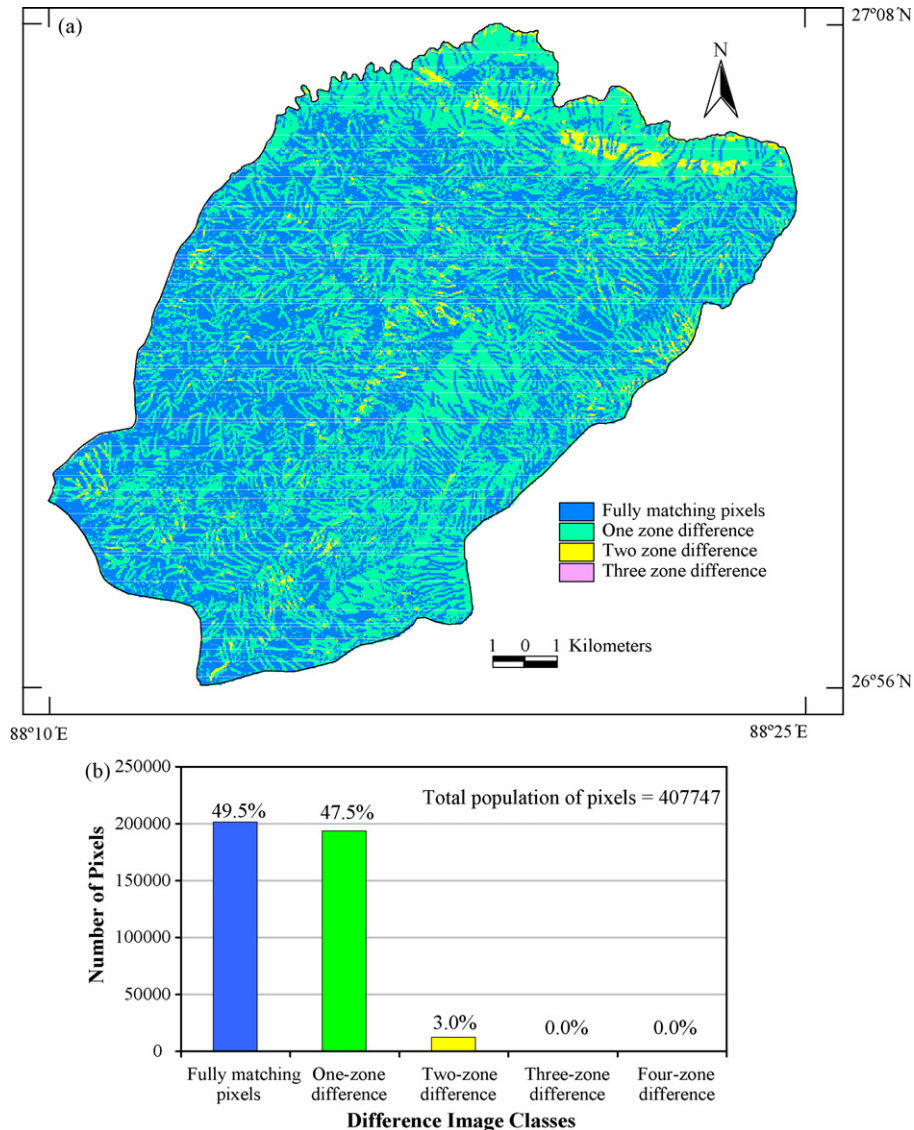 (a)
27°08′N
N
Fully matching pixels
One zone difference
Two zone difference
Three zone difference
1 0 1 Kilometers
26°56′N
88°10′E
88°25′E
(b)
250000
Total population of pixels = 407747
49.5%
47.5%
200000
150000
Number of Pixels
100000
50000
3.0%
0.0%
0.0%
0
Fully matching
pixels
One-zone
difference
Two-zone
difference
Three-zone
difference
Four-zone
difference
Difference Image Classes